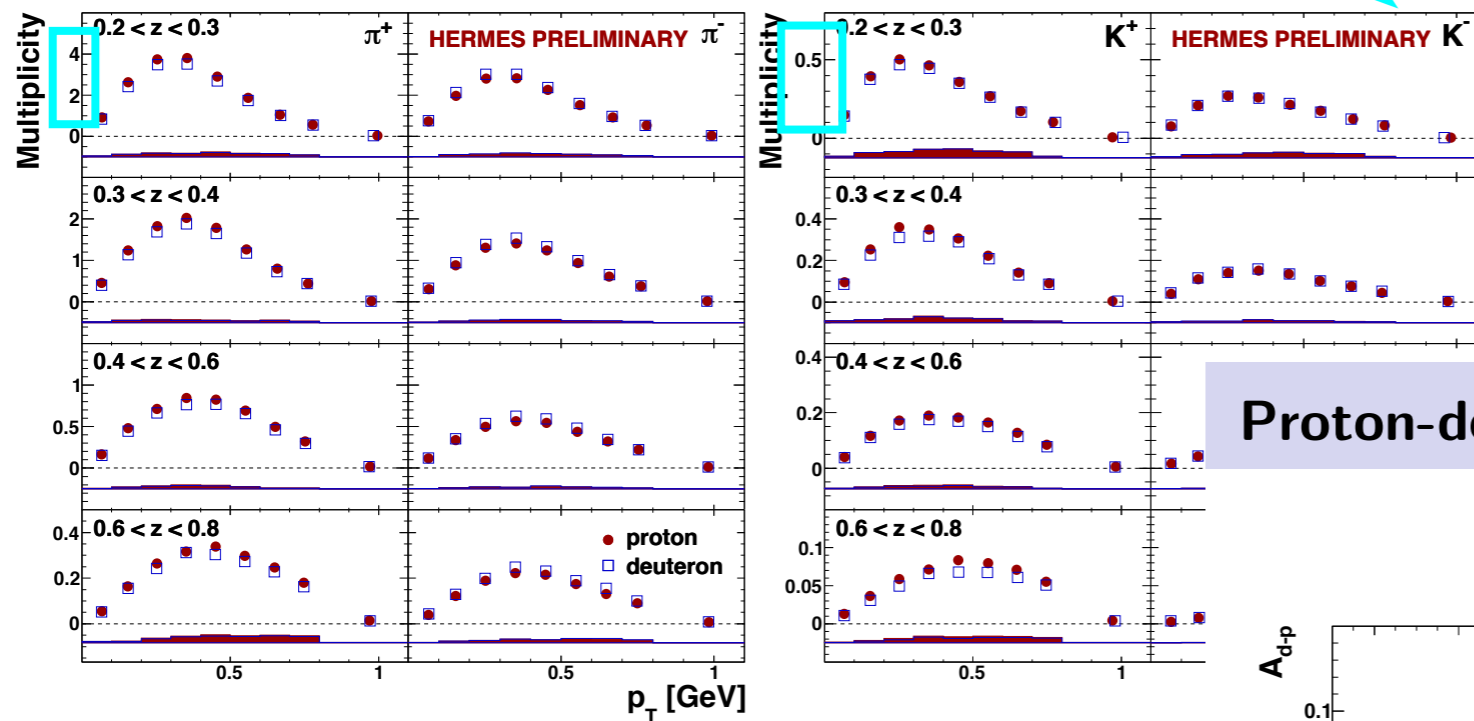 Multiplicity
0.2 < z < 0.3
π+
HERMES PRELIMINARY π-
4
2
0
0.3 < z < 0.4
2
1
0
0.4 < z < 0.6
1
0.5
0
0.6 < z < 0.8
proton
deuteron
0.4
0.2
0
0.5
1
0.5
1
p_T [GeV]
Multiplicity
0.2 < z < 0.3
K+
HERMES PRELIMINARY K-
0.5
0
0.3 < z < 0.4
0.4
0.2
0
0.4 < z < 0.6
0.4
0.2
0
0.6 < z < 0.8
0.1
0.05
0
0.5
1
A_d-p
0.1